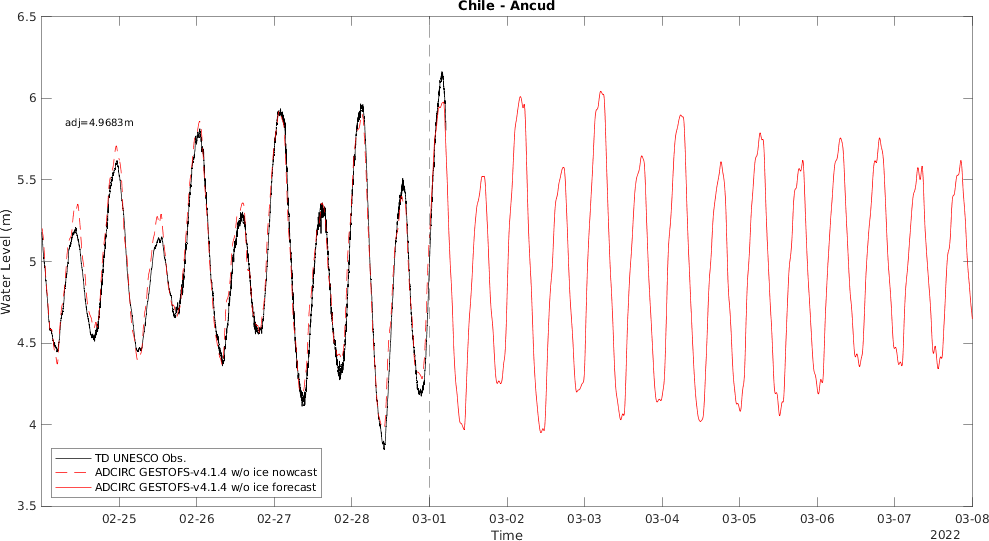 Chile - Ancud
6.5
6
5.5
5
4.5
4
3.5
Water Level (m)
adj=4.9683m
TD UNESCO Obs.
ADCIRC GESTOFS-v4.1.4 w/o ice nowcast
ADCIRC GESTOFS-v4.1.4 w/o ice forecast
02-25 02-26 02-27 02-28 03-01 03-02 03-03 03-04 03-05 03-06 03-07 03-08
Time
2022